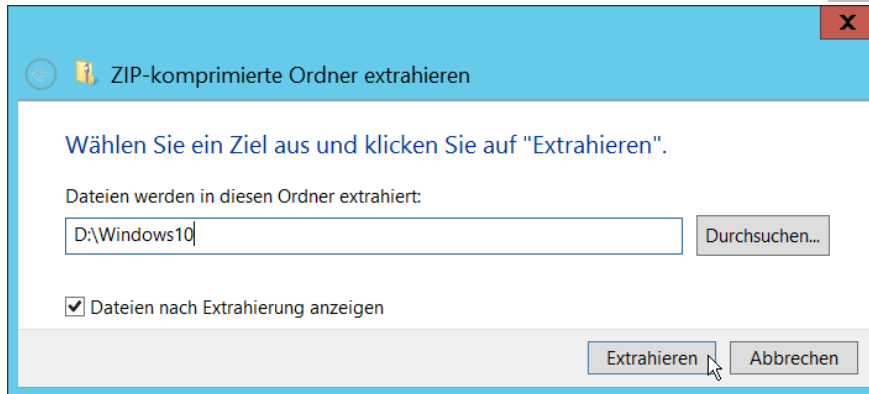 X
ZIP-komprimierte Ordner extrahieren
Wählen Sie ein Ziel aus und klicken Sie auf "Extrahieren".
Dateien werden in diesen Ordner extrahiert:
D:\Windows10
Durchsuchen...
Dateien nach Extrahierung anzeigen
Extrahieren
Abbrechen